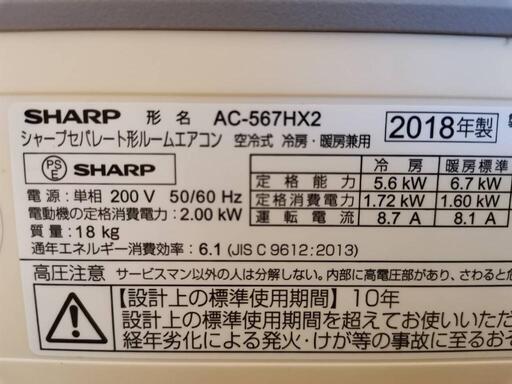 SHARP 形名 AC-567HX2 2018年製
シャープセパレート形ルームエアコン 空冷式 冷房・暖房兼用
PS E SHARP
冷房 暖房標準
電源：単相 200 V 50/60 Hz 定格能力 5.6 kW 6.7 kW
電動機の定格消費電力：2.00 kW 定格消費電力 1.72 kW 1.60 kW
質量：18 kg 運転電流 8.7 A 8.1 A
通年エネルギー消費効率：6.1 (JIS C 9612:2013)
高圧注意 サービスマン以外の人は分解しない。内部に高電圧部があり、さわると危
【設計上の標準使用期間】10年
設計上の標準使用期間を超えてお使いいただ
経年劣化による発火・けが等の事故に至るお